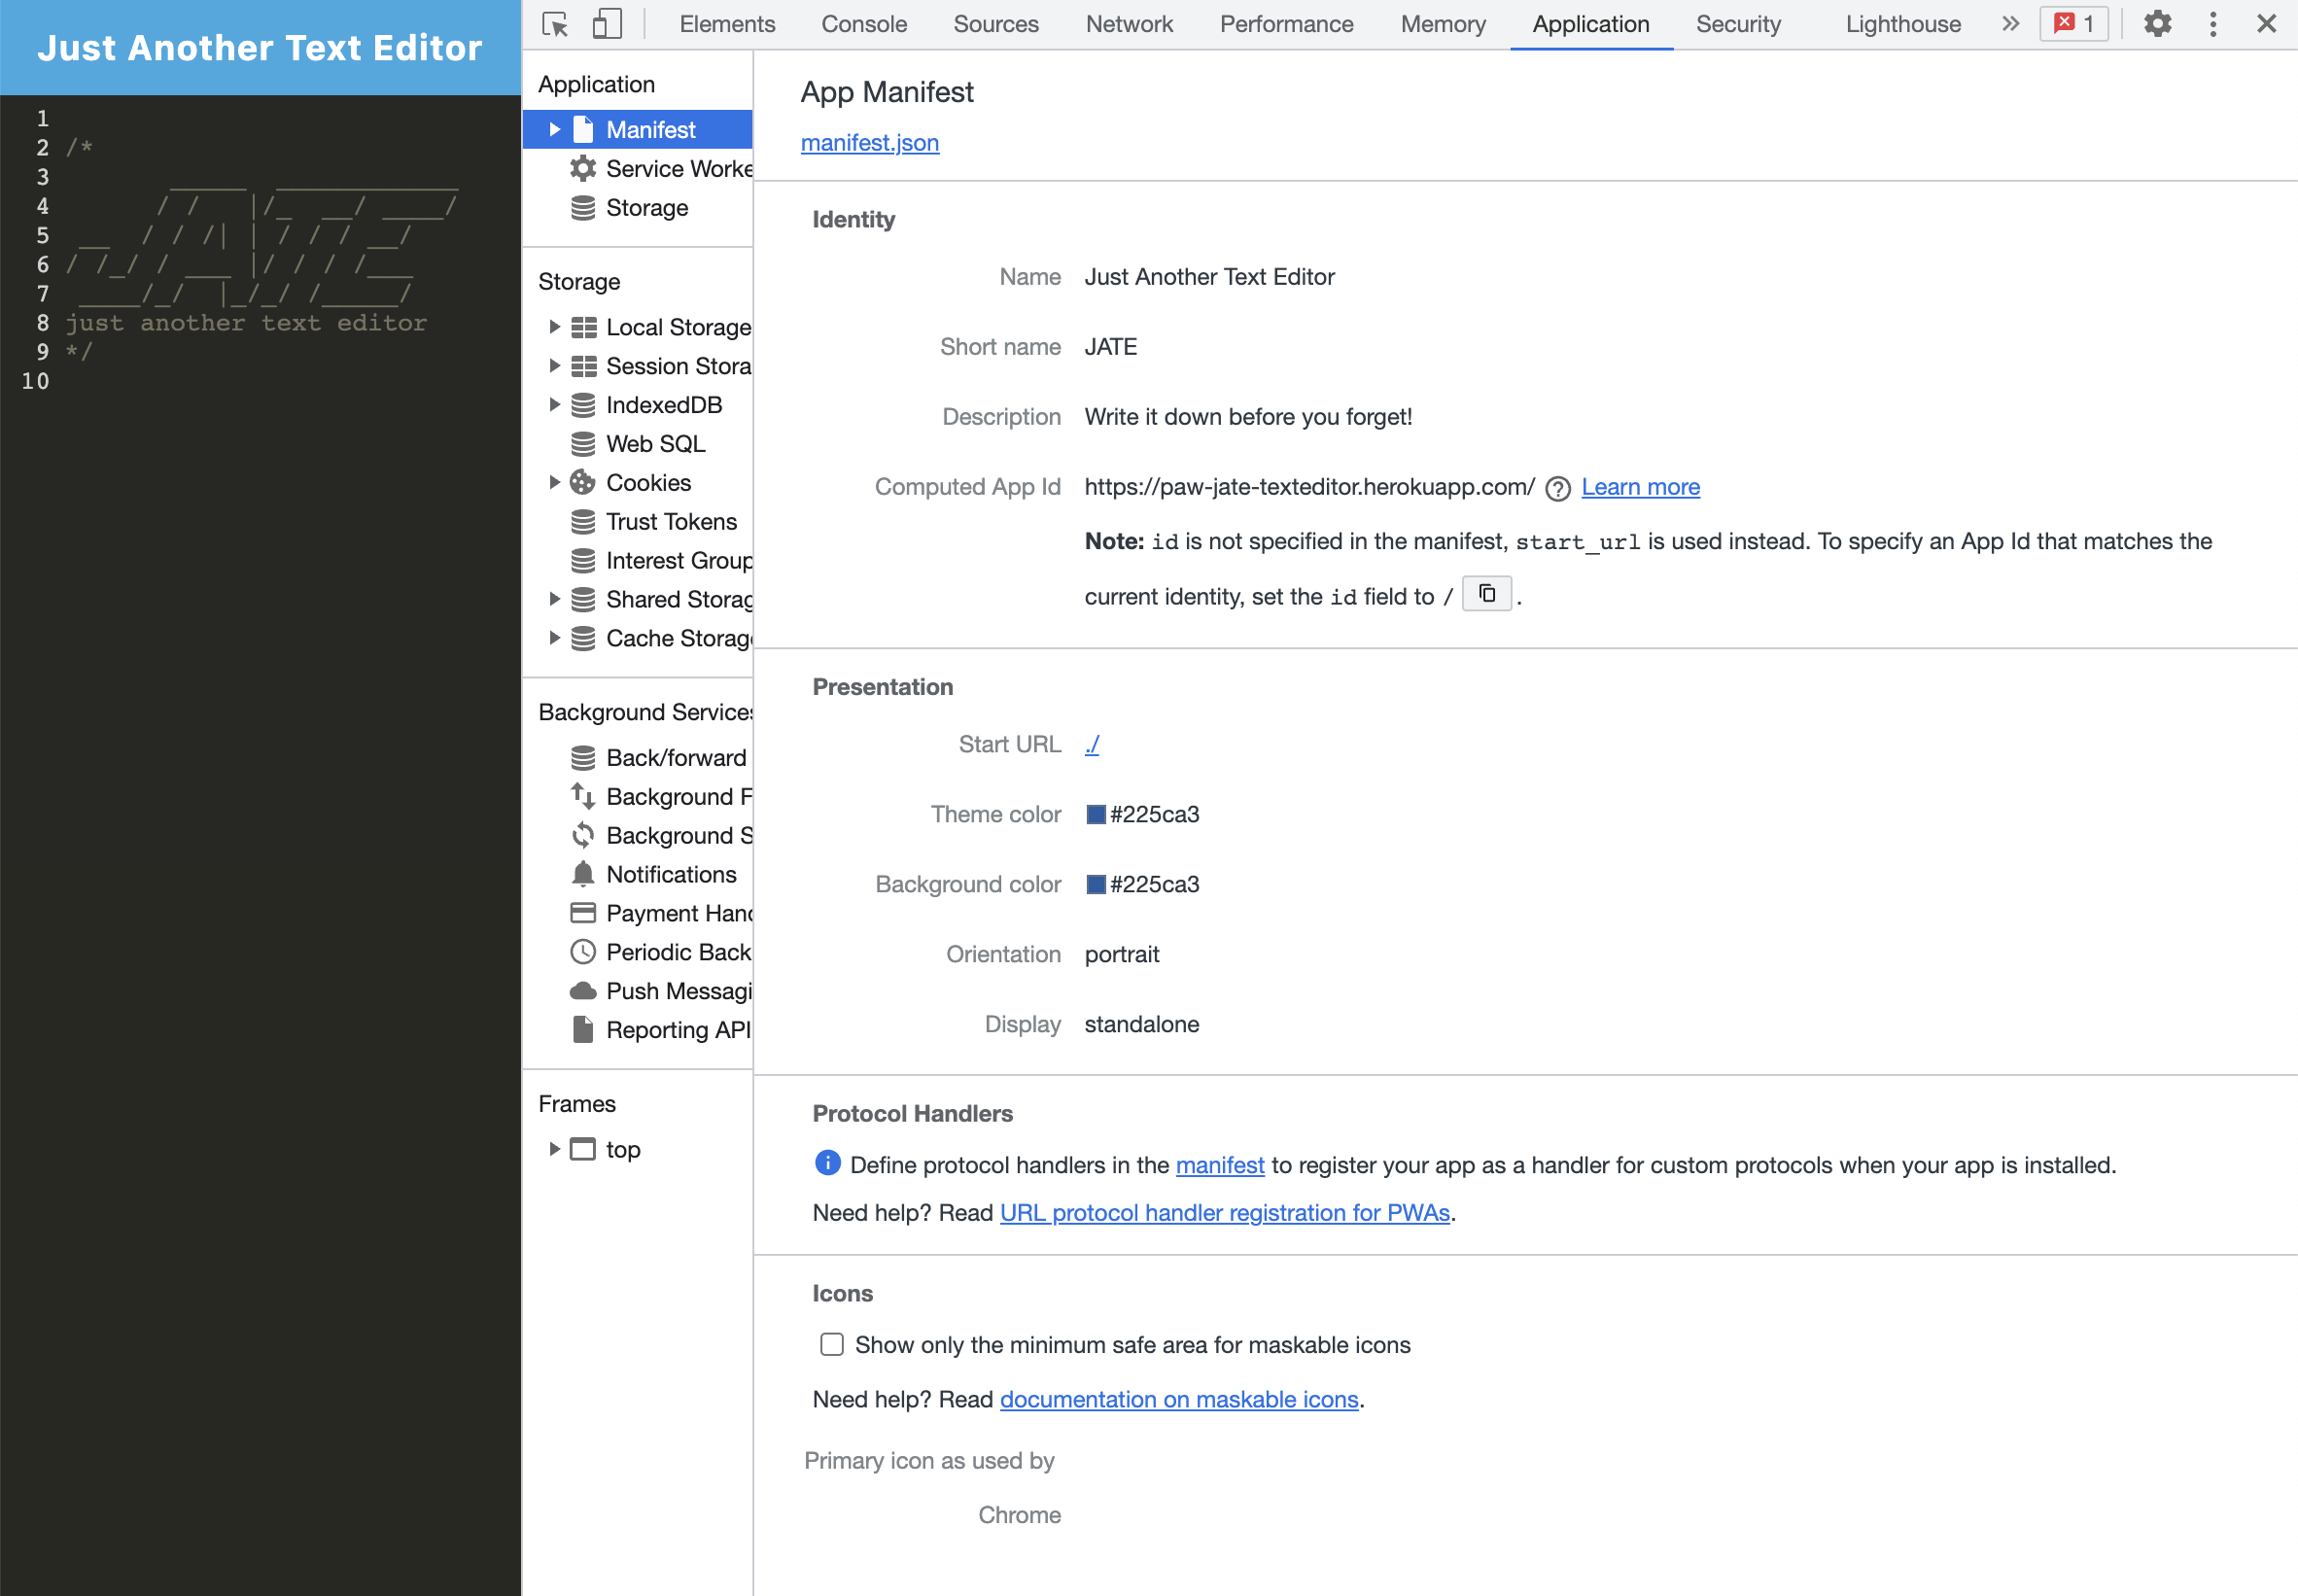 Just Another Text Editor
1
2 /*
3       _____  ____________
4      / /   |/_  __/ ____/
5  __  / / /| | / / / __/
6 / /_/ / ___ |/ / / /___
7  ____/_/  |_/_/ /_____/
8 just another text editor
9 */
10
Elements Console Sources Network Performance Memory Application Security Lighthouse » 1
Application
Manifest
Service Worke
Storage
Storage
Local Storage
Session Stora
IndexedDB
Web SQL
Cookies
Trust Tokens
Interest Group
Shared Storag
Cache Storage
Background Services
Back/forward
Background F
Background S
Notifications
Payment Hand
Periodic Back
Push Messagi
Reporting API
Frames
top
App Manifest
manifest.json
Identity
Name Just Another Text Editor
Short name JATE
Description Write it down before you forget!
Computed App Id https://paw-jate-texteditor.herokuapp.com/ ? Learn more
Note: id is not specified in the manifest, start_url is used instead. To specify an App Id that matches the
current identity, set the id field to / .
Presentation
Start URL ./
Theme color #225ca3
Background color #225ca3
Orientation portrait
Display standalone
Protocol Handlers
i Define protocol handlers in the manifest to register your app as a handler for custom protocols when your app is installed.
Need help? Read URL protocol handler registration for PWAs.
Icons
Show only the minimum safe area for maskable icons
Need help? Read documentation on maskable icons.
Primary icon as used by
Chrome